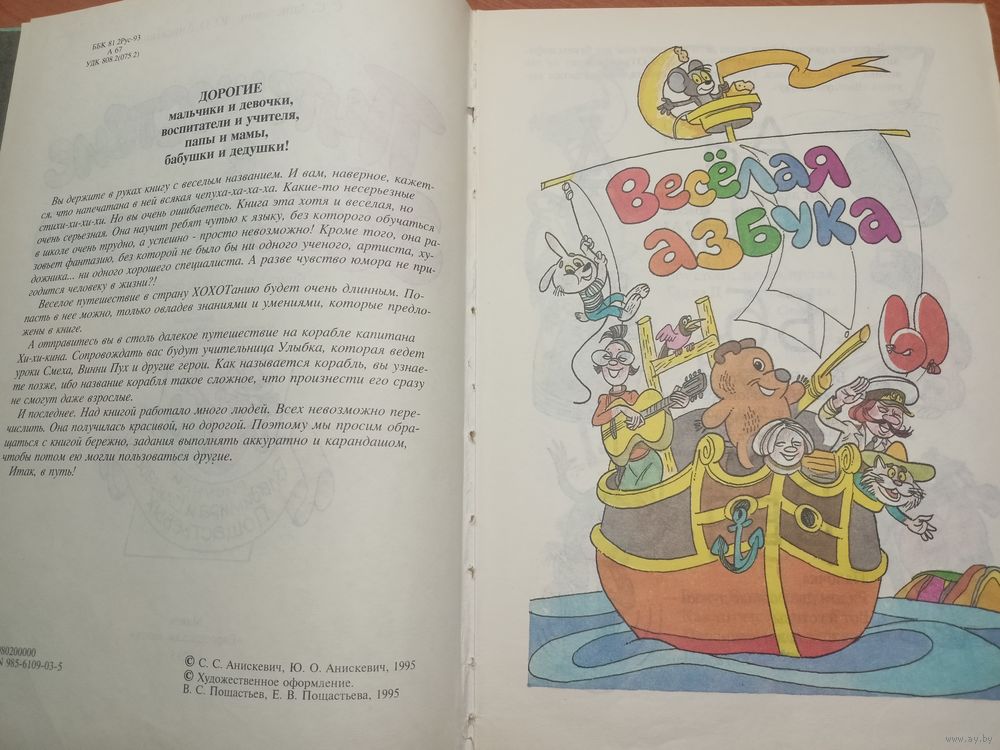 ББК 81 2Рус-93
А 67
УДК 808.2(075 2)
ДОРОГИЕ
мальчики и девочки,
воспитатели и учителя,
папы и мамы,
бабушки и дедушки!
Вы держите в руках книгу с веселым названием. И вам, наверное, кажет-
ся, что напечатана в ней всякая чепуха-ха-ха-ха. Какие-то несерьезные
стихи-хи-хи-хи. Но вы очень ошибаетесь. Книга эта хотя и веселая, но
очень серьезная. Она научит ребят чутью к языку, без которого обучаться
в школе очень трудно, а успешно - просто невозможно! Кроме того, она ра-
зовьет фантазию, без которой не было бы ни одного ученого, артиста, ху-
дожника... ни одного хорошего специалиста. А разве чувство юмора не при-
годится человеку в жизни?!
Веселое путешествие в страну ХОХОТанию будет очень длинным. По-
пасть в нее можно, только овладев знаниями и умениями, которые предло-
жены в книге.
А отправитесь вы в столь далекое путешествие на корабле капитана
Хи-хи-кина. Сопровождать вас будут учительница Улыбка, которая ведет
уроки Смеха, Винни Пух и другие герои. Как называется корабль, вы узнае-
те позже, ибо название корабля такое сложное, что произнести его сразу
не смогут даже взрослые.
И последнее. Над книгой работало много людей. Всех невозможно пере-
числить. Она получилась красивой, но дорогой. Поэтому мы просим обра-
щаться с книгой бережно, задания выполнять аккуратно и карандашом,
чтобы потом ею могли пользоваться другие.
Итак, в путь!
080200000
N 985-6109-03-5
© С. С. Анискевич, Ю. О. Анискевич, 1995
© Художественное оформление.
В. С. Пощастьев, Е. В. Пощастьева, 1995
Весёлая
азбука
www.ay.by